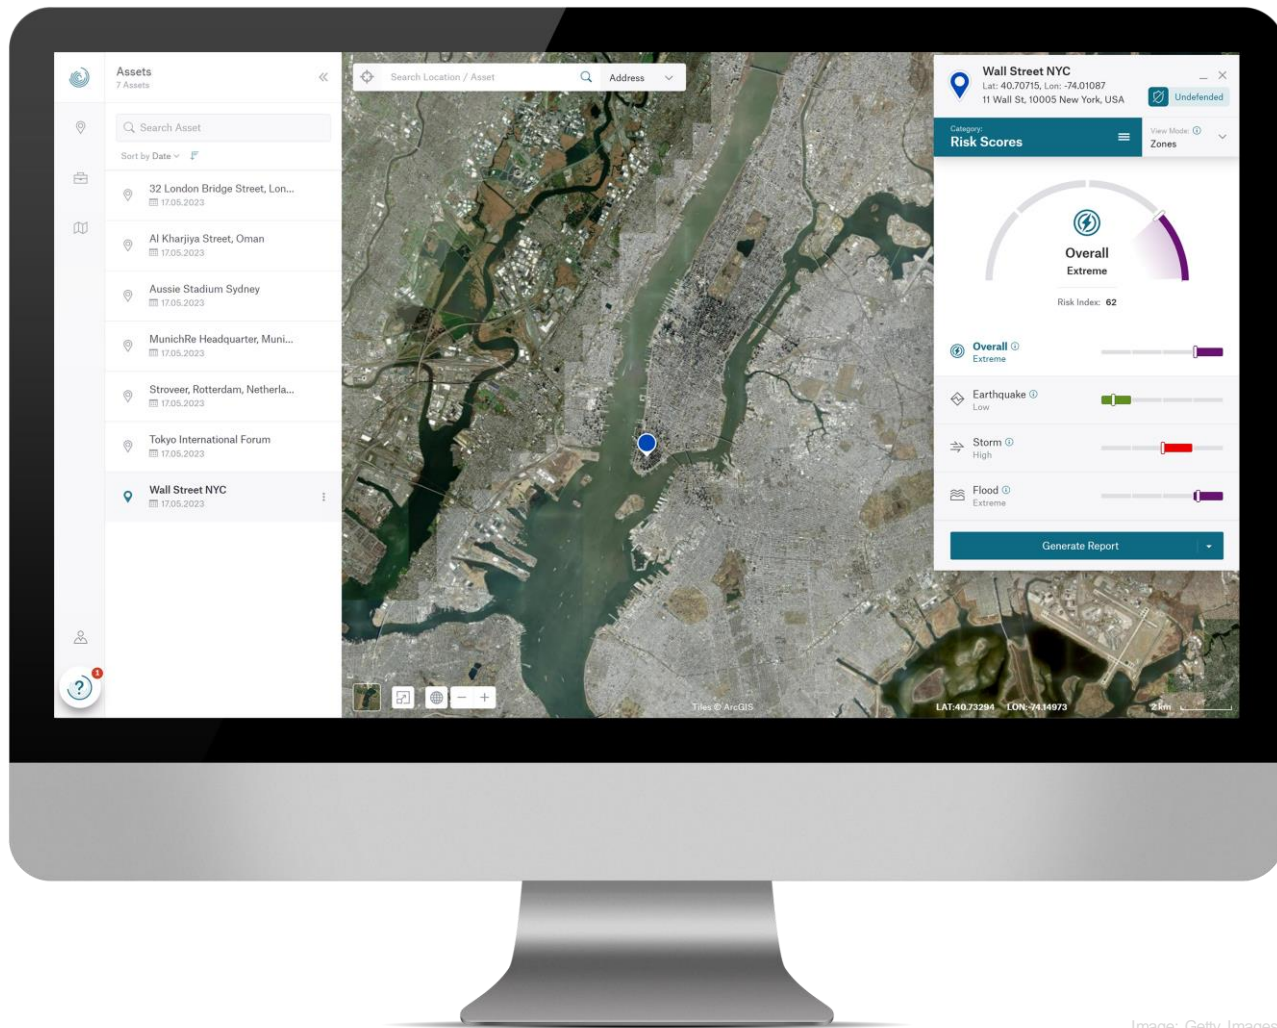 Assets
7 Assets
Search Asset
Sort by Date
32 London Bridge Street, Lon...
17.05.2023
Al Kharjiya Street, Oman
17.05.2023
Aussie Stadium Sydney
17.05.2023
MunichRe Headquarter, Muni...
17.05.2023
Stroveer, Rotterdam, Netherla...
17.05.2023
Tokyo International Forum
17.05.2023
Wall Street NYC
17.05.2023
?
1
Search Location / Asset
Address
Tiles © ArcGIS
LAT:40.73294 LON:-74.14973
2 km
Wall Street NYC
Lat: 40.70715, Lon: -74.01087
11 Wall St, 10005 New York, USA
Undefended
Category:
Risk Scores
View Mode:
Zones
Overall
Extreme
Risk Index: 62
Overall
Extreme
Earthquake
Low
Storm
High
Flood
Extreme
Generate Report
Image: Getty Images